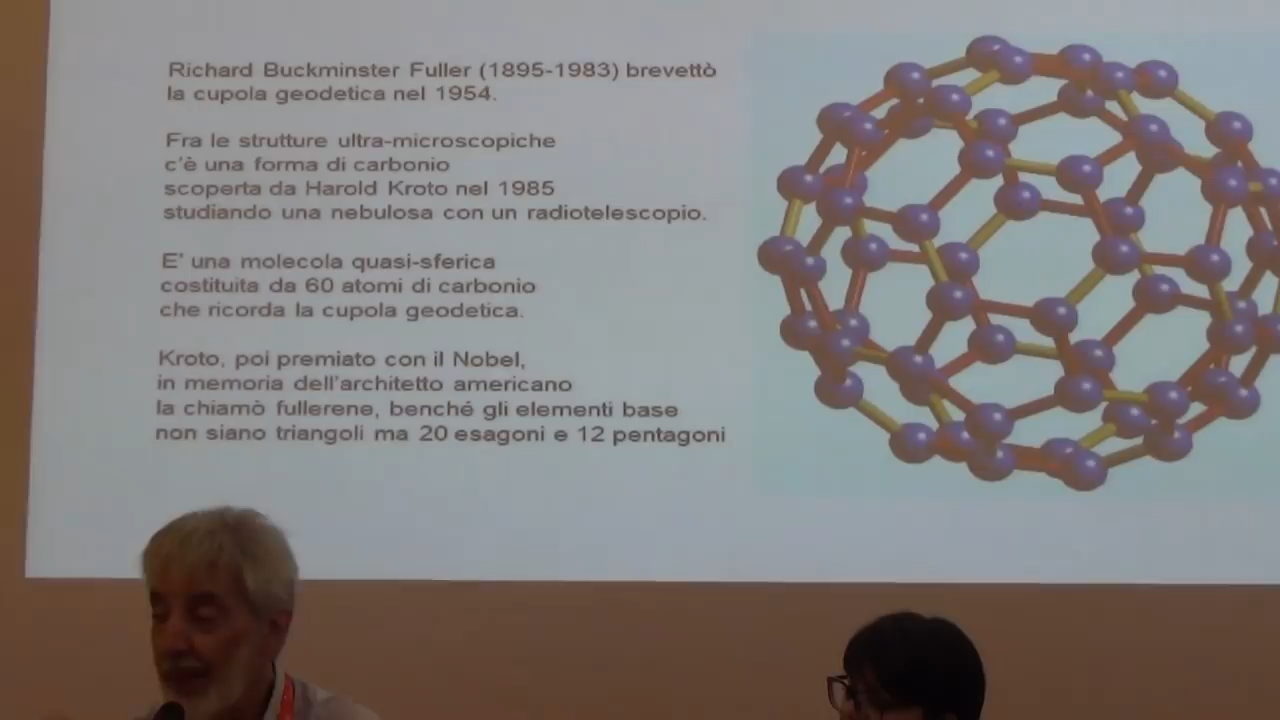 Richard Buckminster Fuller (1895-1983) brevettò
la cupola geodetica nel 1954.
Fra le strutture ultra-microscopiche
c'è una forma di carbonio
scoperta da Harold Kroto nel 1985
studiando una nebulosa con un radiotelescopio.
E' una molecola quasi-sferica
costituita da 60 atomi di carbonio
che ricorda la cupola geodetica.
Kroto, poi premiato con il Nobel,
in memoria dell'architetto americano
la chiamò fullerene, benché gli elementi base
non siano triangoli ma 20 esagoni e 12 pentagoni